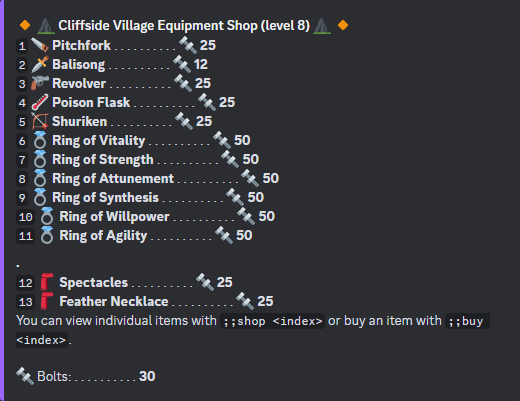 Cliffside Village Equipment Shop (level 8)
1 Pitchfork .......... 25
2 Balisong .......... 12
3 Revolver .......... 25
4 Poison Flask .......... 25
5 Shuriken .......... 25
6 Ring of Vitality .......... 50
7 Ring of Strength .......... 50
8 Ring of Attunement .......... 50
9 Ring of Synthesis .......... 50
10 Ring of Willpower .......... 50
11 Ring of Agility .......... 50
.
12 Spectacles .......... 25
13 Feather Necklace .......... 25
You can view individual items with ;;shop <index> or buy an item with ;;buy
<index>.
Bolts: .......... 30